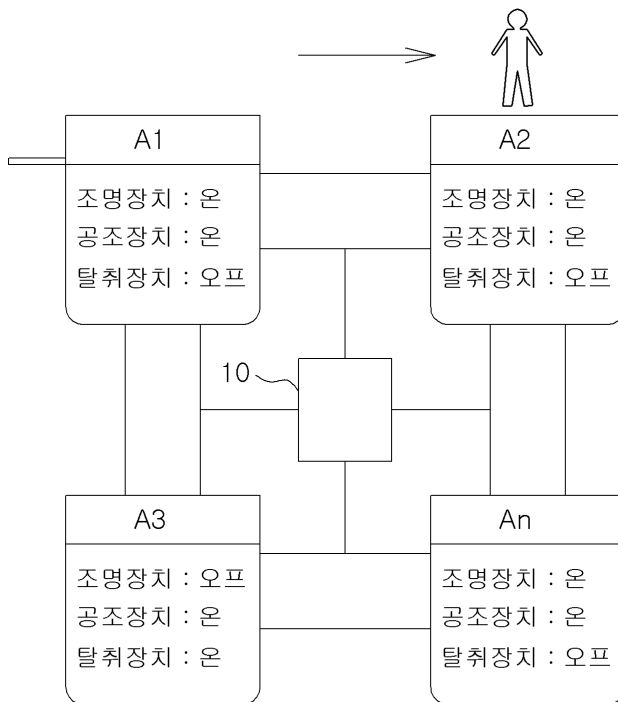 A1
조명장치 : 온
공조장치 : 온
탈취장치 : 오프
A2
조명장치 : 온
공조장치 : 온
탈취장치 : 오프
10
A3
조명장치 : 오프
공조장치 : 온
탈취장치 : 온
An
조명장치 : 온
공조장치 : 온
탈취장치 : 오프